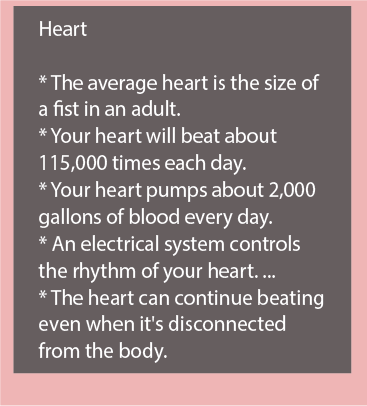 Heart
* The average heart is the size of
a fist in an adult.
* Your heart will beat about
115,000 times each day.
* Your heart pumps about 2,000
gallons of blood every day.
* An electrical system controls
the rhythm of your heart. ...
* The heart can continue beating
even when it's disconnected
from the body.